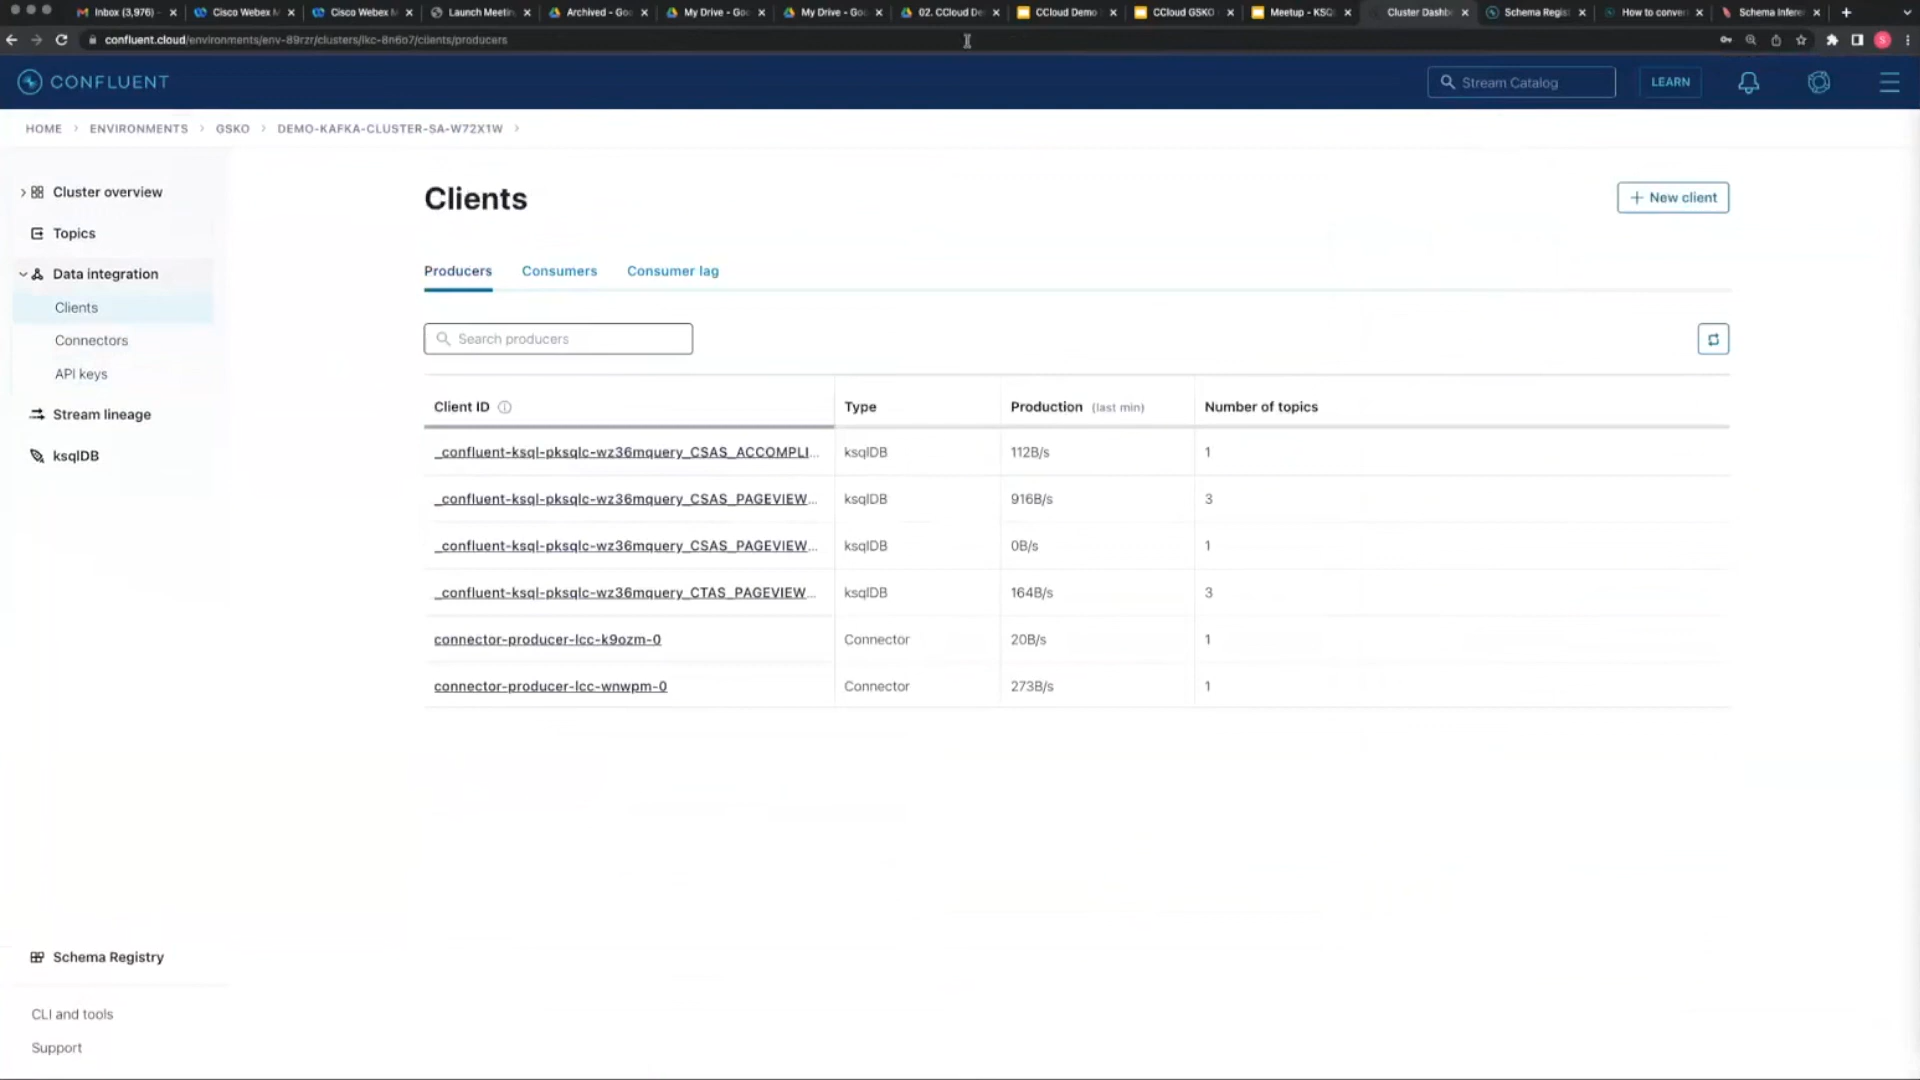 Inbox (3,976) -
Cisco Webex M
Cisco Webex M
Launch Meetin
Archived - Goo
My Drive - Goo
My Drive - Goo
02. CCloud De
CCloud Demo
CCloud GSKO
Meetup - KSQ
Cluster Dashb
Schema Regist
How to conver
Schema Infere
confluent.cloud/environments/env-89rzr/clusters/lkc-8n6o7/clients/producers
CONFLUENT
Stream Catalog
LEARN
HOME > ENVIRONMENTS > GSKO > DEMO-KAFKA-CLUSTER-SA-W72X1W >
Cluster overview
Topics
Data integration
Clients
Connectors
API keys
Stream lineage
ksqlDB
Schema Registry
CLI and tools
Support
Clients
+ New client
Producers Consumers Consumer lag
Search producers
Client ID Type Production (last min) Number of topics
_confluent-ksql-pksqlc-wz36mquery_CSAS_ACCOMPLI... ksqlDB 112B/s 1
_confluent-ksql-pksqlc-wz36mquery_CSAS_PAGEVIEW... ksqlDB 916B/s 3
_confluent-ksql-pksqlc-wz36mquery_CSAS_PAGEVIEW... ksqlDB 0B/s 1
_confluent-ksql-pksqlc-wz36mquery_CTAS_PAGEVIEW... ksqlDB 164B/s 3
connector-producer-lcc-k9ozm-0 Connector 20B/s 1
connector-producer-lcc-wnwpm-0 Connector 273B/s 1